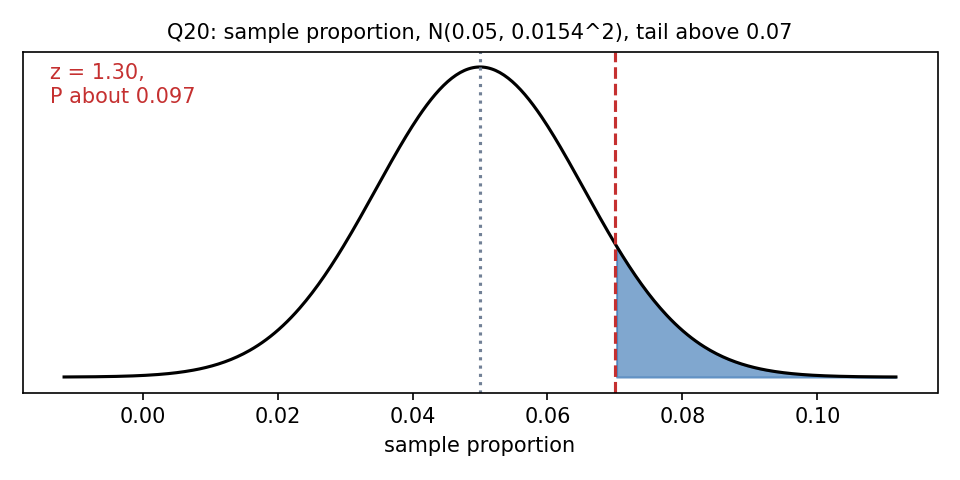 Q20: sample proportion, N(0.05, 0.0154^2), tail above 0.07
z = 1.30,
P about 0.097
0.00 0.02 0.04 0.06 0.08 0.10
sample proportion